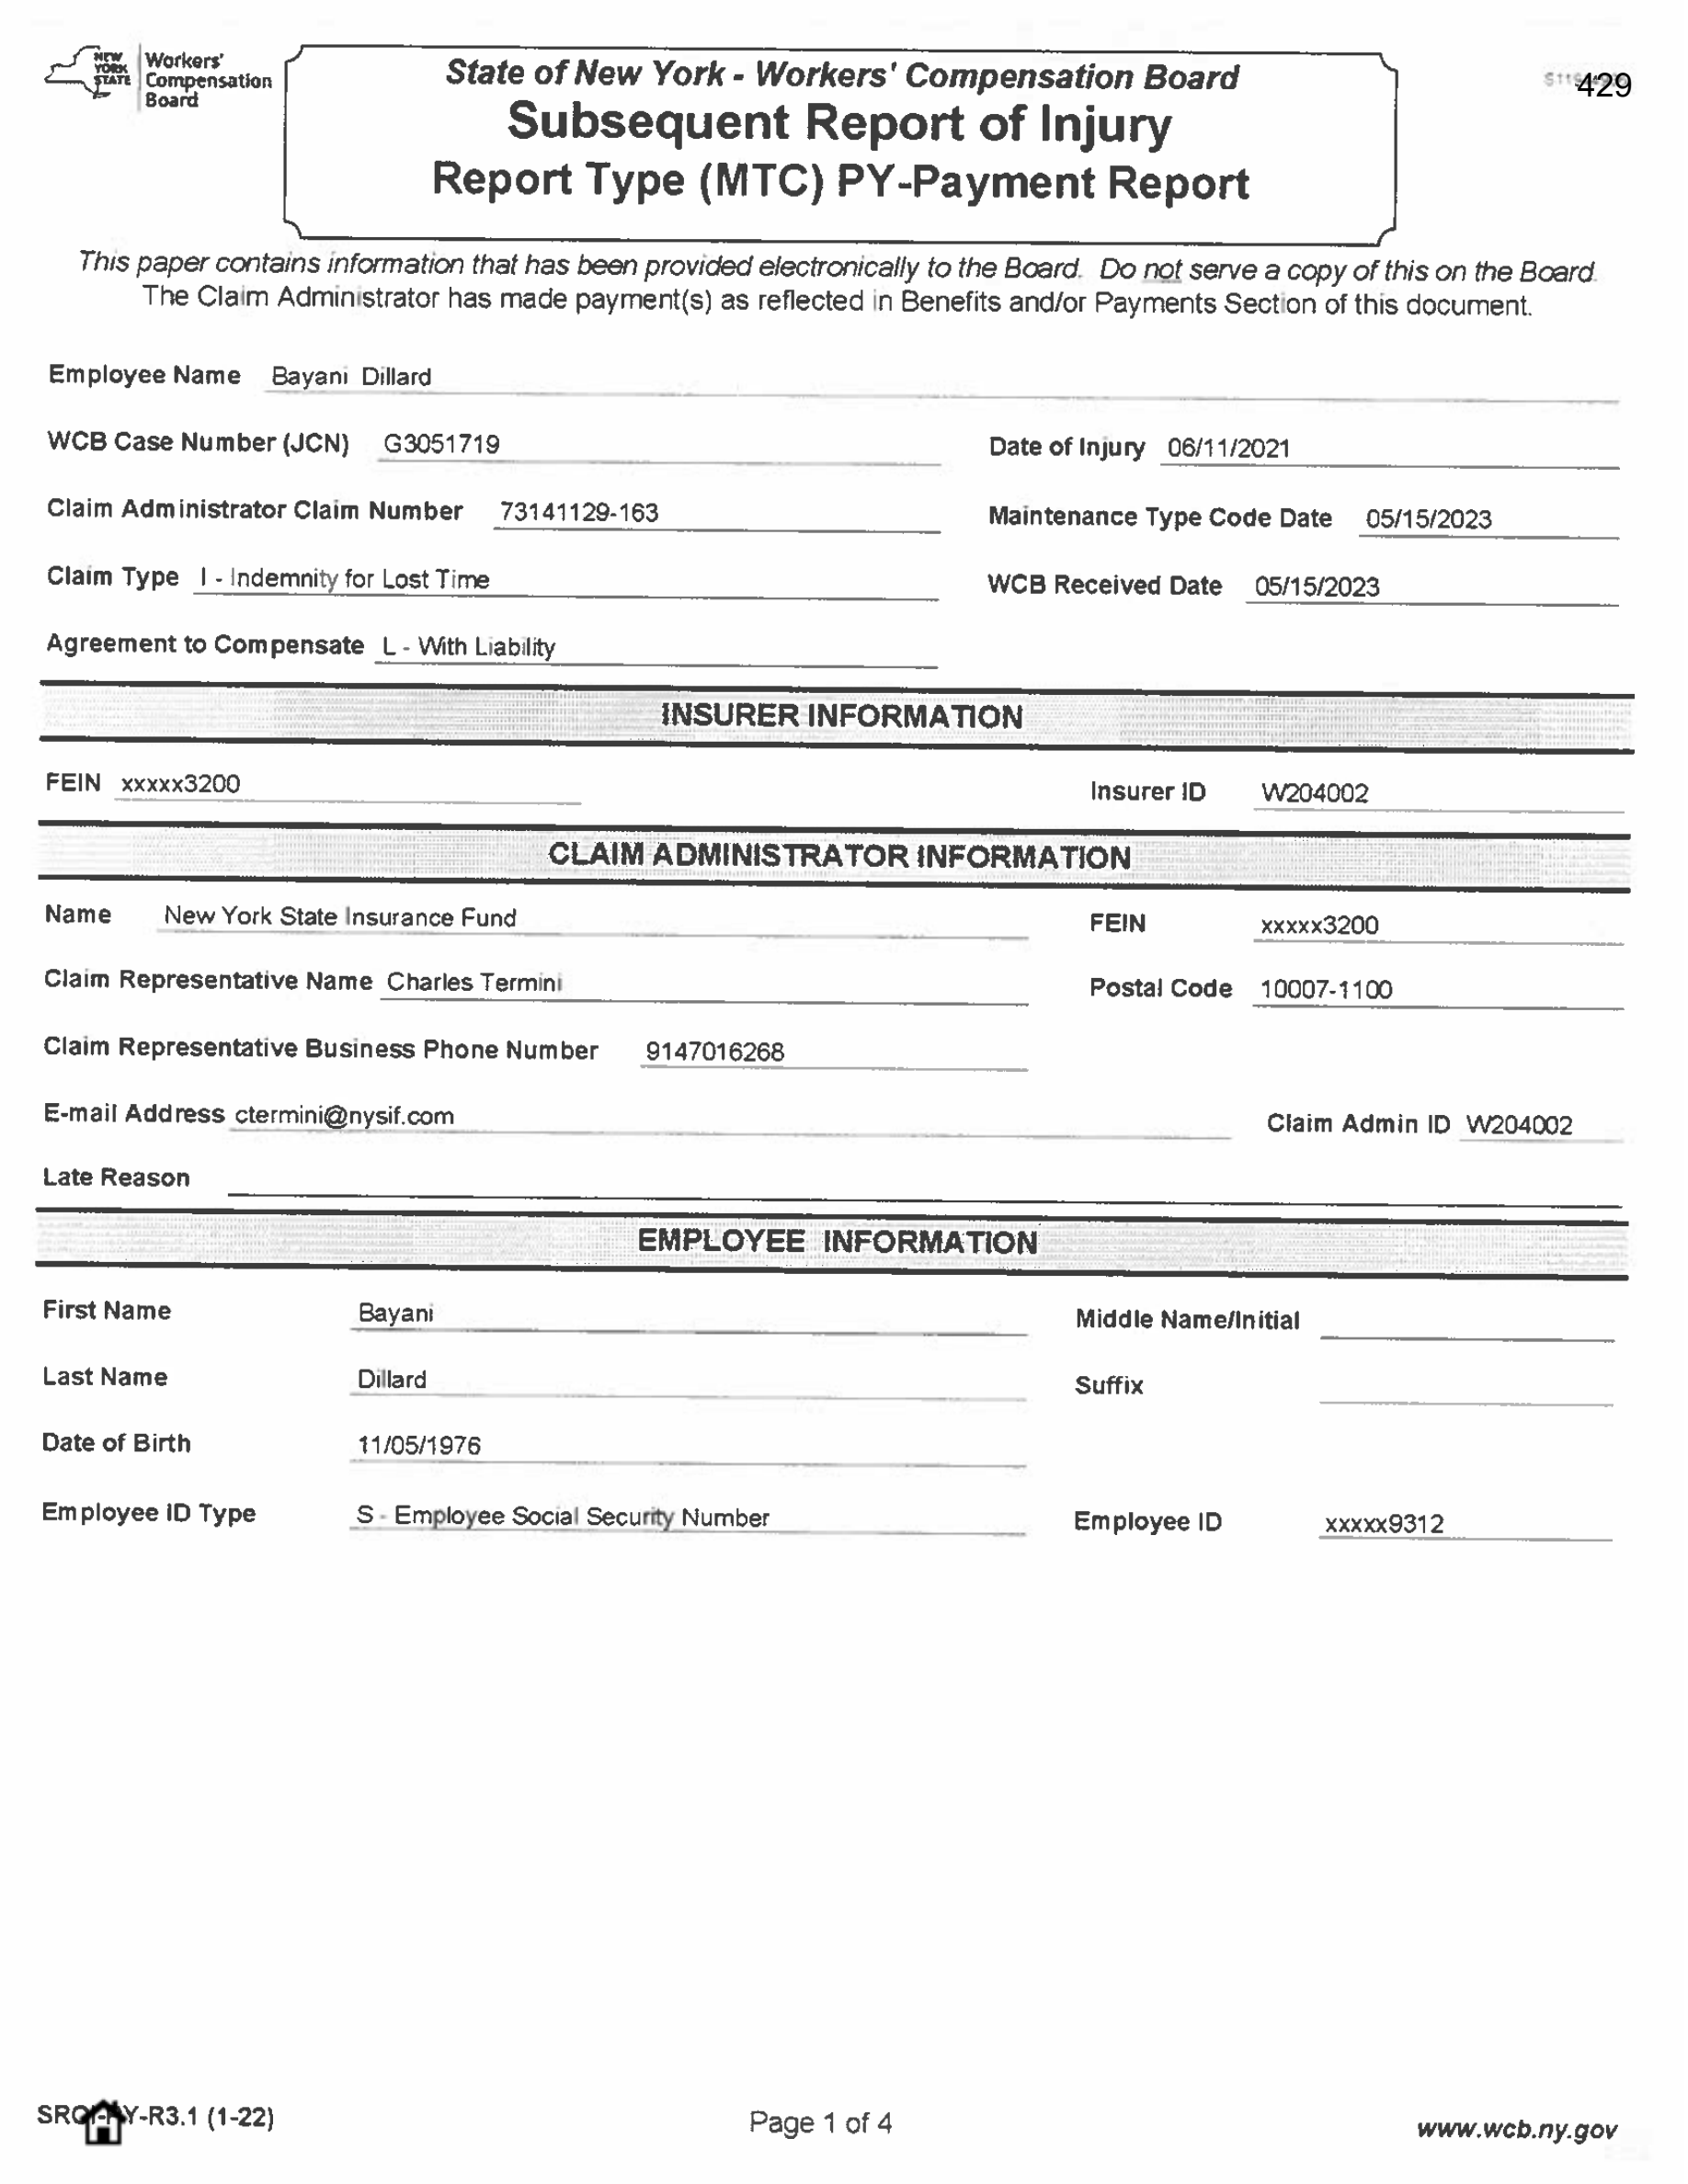 NEW YORK STATE
Workers' Compensation Board
State of New York - Workers' Compensation Board
429
Subsequent Report of Injury
Report Type (MTC) PY-Payment Report
This paper contains information that has been provided electronically to the Board. Do not serve a copy of this on the Board.
The Claim Administrator has made payment(s) as reflected in Benefits and/or Payments Section of this document.
Employee Name Bayani Dillard
WCB Case Number (JCN) G3051719 Date of Injury 06/11/2021
Claim Administrator Claim Number 73141129-163 Maintenance Type Code Date 05/15/2023
Claim Type I - Indemnity for Lost Time WCB Received Date 05/15/2023
Agreement to Compensate L - With Liability
INSURER INFORMATION
FEIN xxxxx3200 Insurer ID W204002
CLAIM ADMINISTRATOR INFORMATION
Name New York State Insurance Fund FEIN xxxxx3200
Claim Representative Name Charles Termini Postal Code 10007-1100
Claim Representative Business Phone Number 9147016268
E-mail Address ctermini@nysif.com Claim Admin ID W204002
Late Reason
EMPLOYEE INFORMATION
First Name Bayani Middle Name/Initial
Last Name Dillard Suffix
Date of Birth 11/05/1976
Employee ID Type S - Employee Social Security Number Employee ID xxxxx9312
R3.1 (1-22) Page 1 of 4 www.wcb.ny.gov